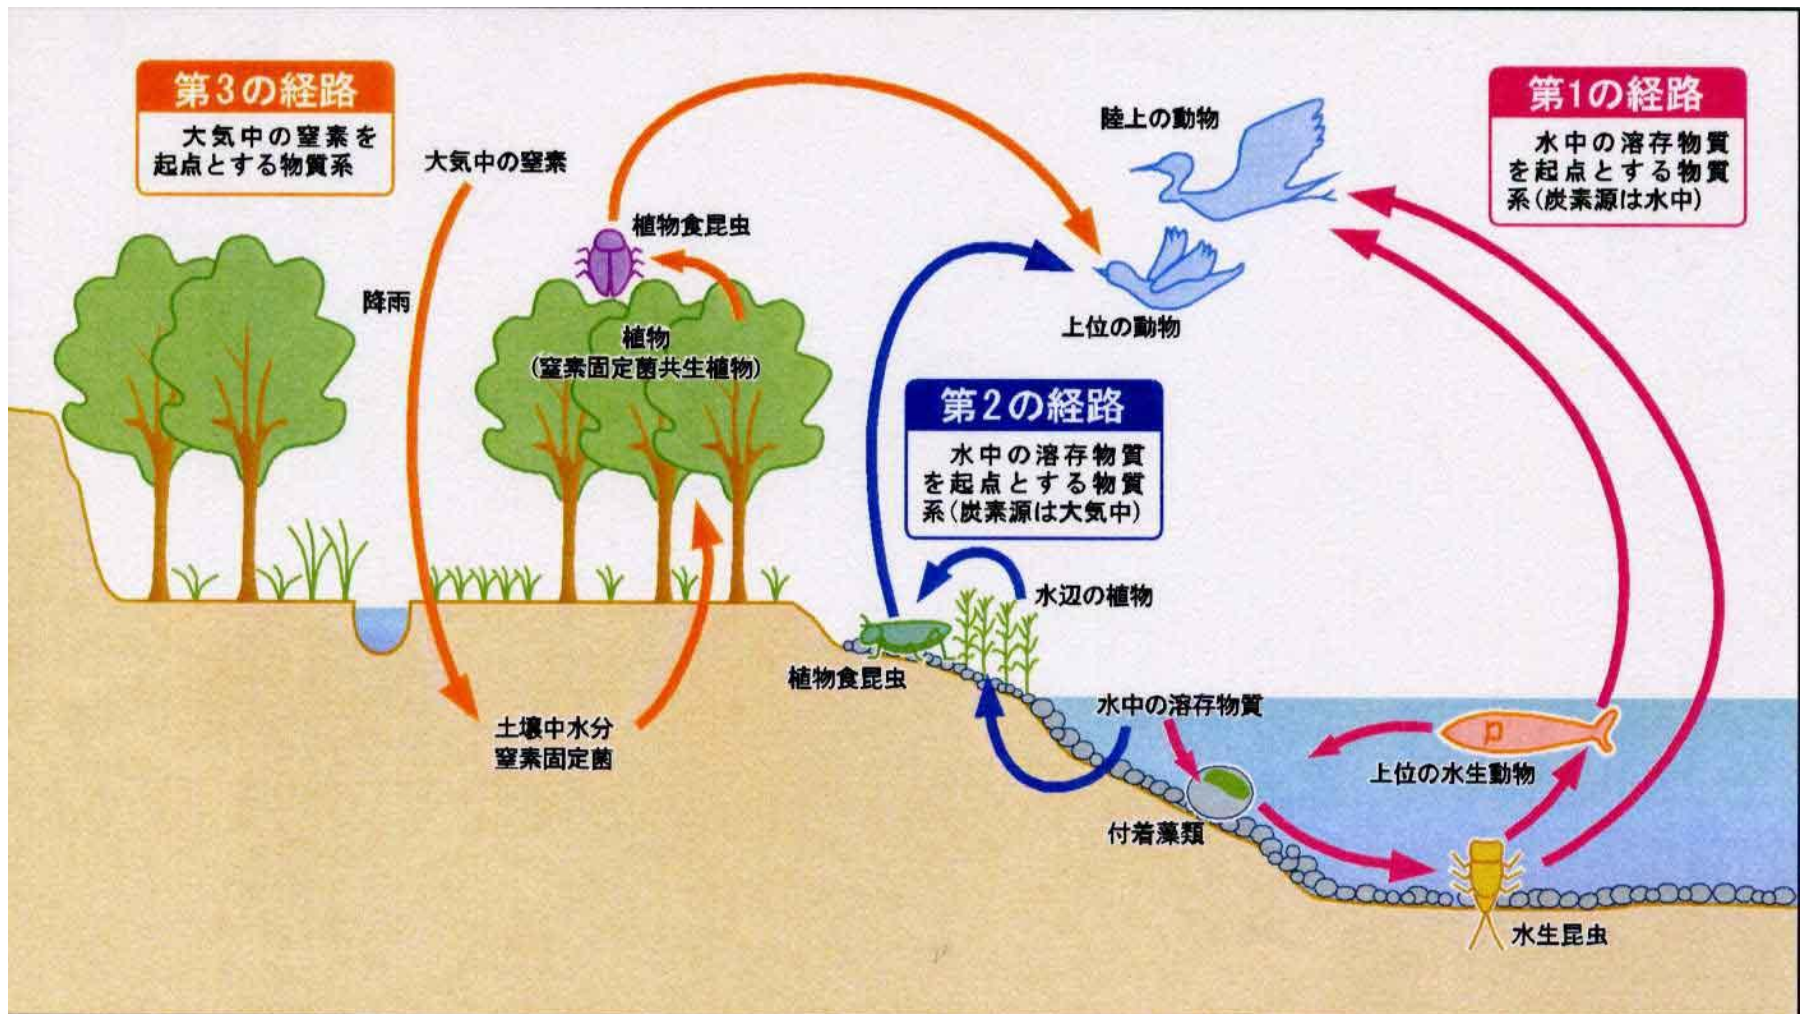 第3の経路
大気中の窒素を
起点とする物質系
大気中の窒素
降雨
植物食昆虫
植物
(窒素固定菌共生植物)
土壌中水分
窒素固定菌
陸上の動物
上位の動物
第1の経路
水中の溶存物質
を起点とする物質
系(炭素源は水中)
第2の経路
水中の溶存物質
を起点とする物質
系(炭素源は大気中)
水辺の植物
植物食昆虫
水中の溶存物質
付着藻類
上位の水生動物
水生昆虫